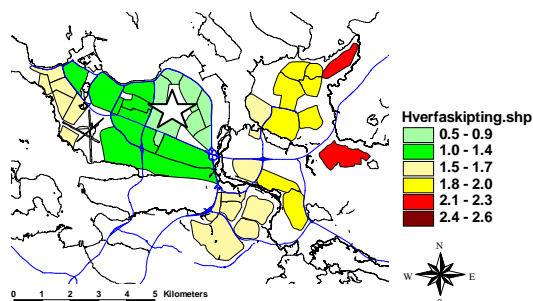 Hverfaskipting.shp
0.5 - 0.9
1.0 - 1.4
1.5 - 1.7
1.8 - 2.0
2.1 - 2.3
2.4 - 2.6
N
W E
0 1 2 3 4 5 Kilometers